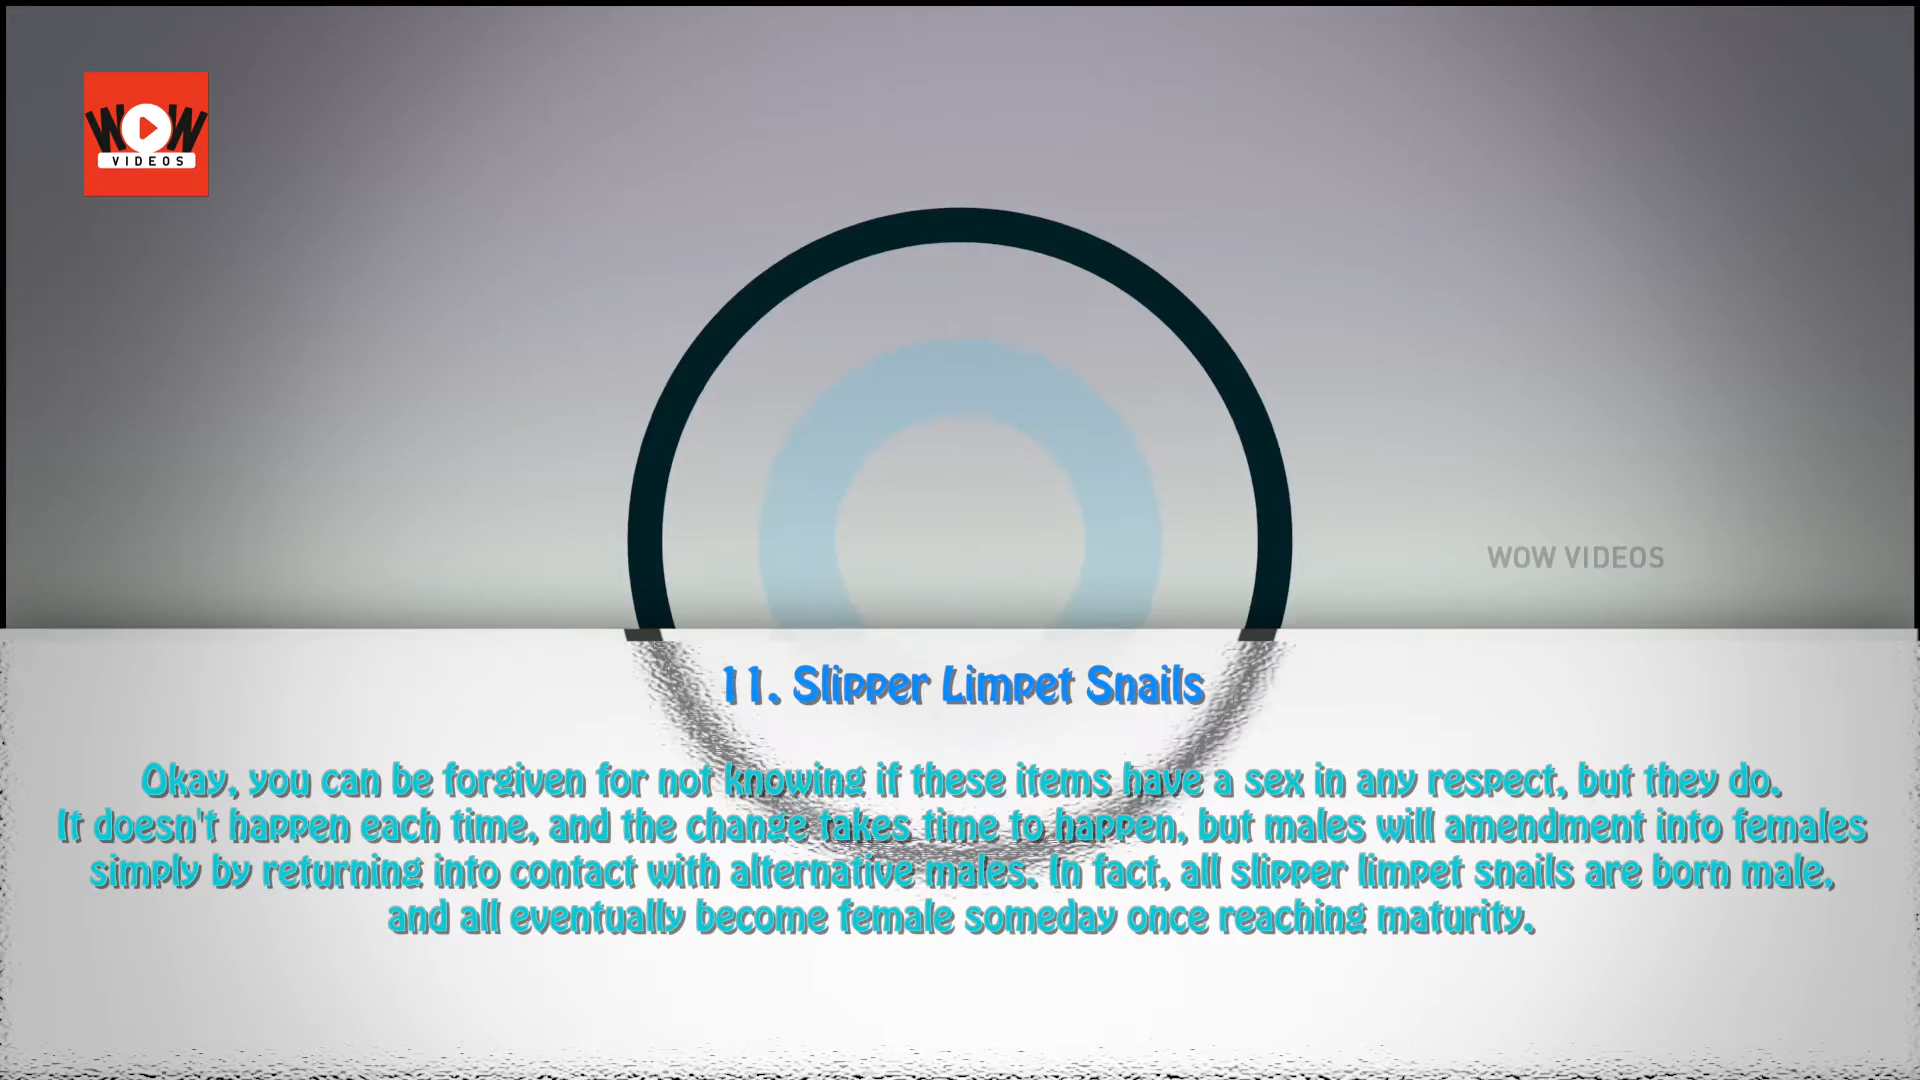 WOW
VIDEOS
WOW VIDEOS
11. Slipper Limpet Snails
Okay, you can be forgiven for not knowing if these items have a sex in any respect, but they do.
It doesn't happen each time, and the change takes time to happen, but males will amendment into females
simply by returning into contact with alternative males. In fact, all slipper limpet snails are born male,
and all eventually become female someday once reaching maturity.